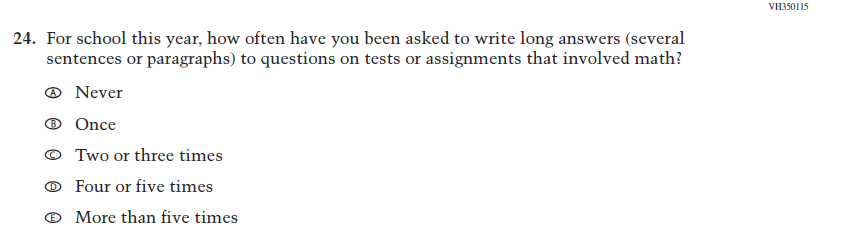 VH350115
24. For school this year, how often have you been asked to write long answers (several
sentences or paragraphs) to questions on tests or assignments that involved math?
Ⓐ Never
Ⓑ Once
Ⓒ Two or three times
Ⓓ Four or five times
Ⓔ More than five times